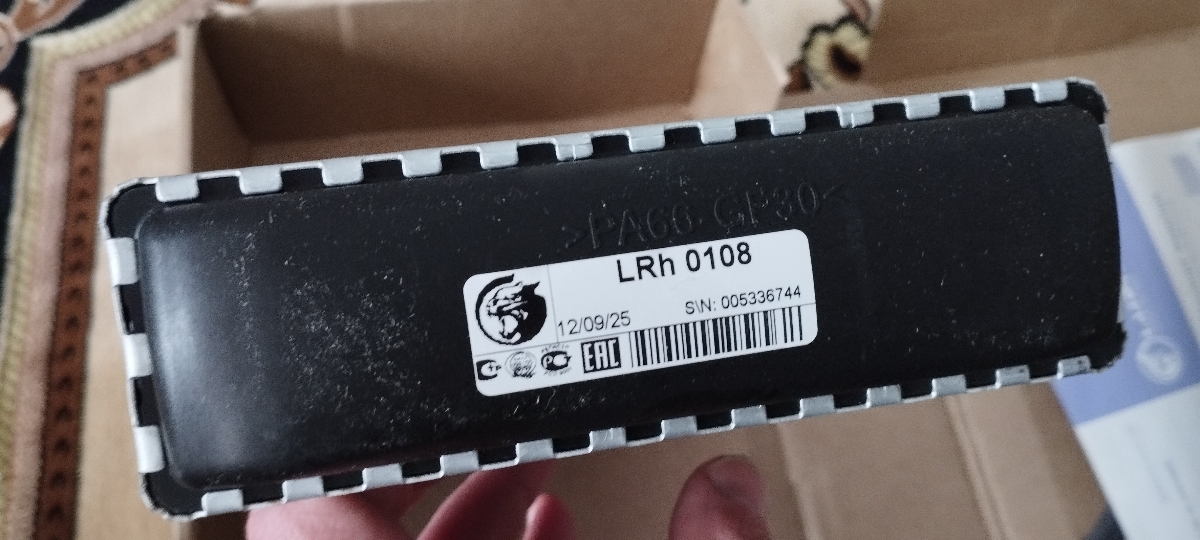 >PA66 GF30<
LRh 0108
12/09/25 S\N: 005336744
EAC